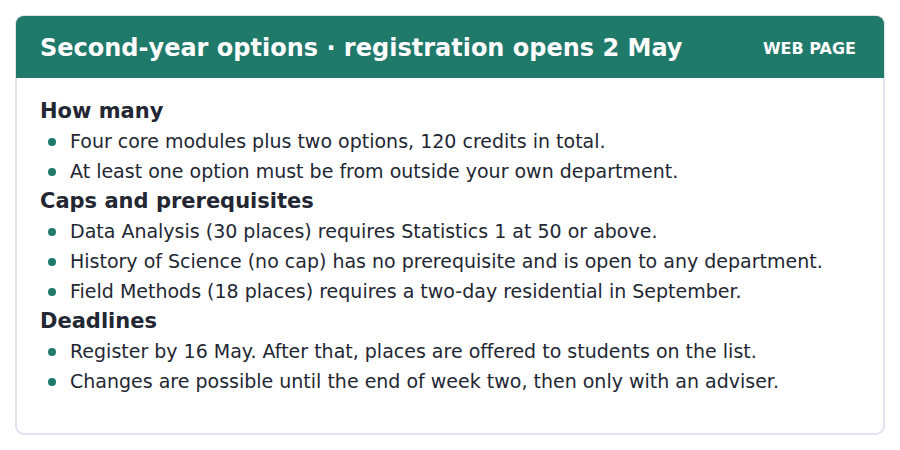 Second-year options · registration opens 2 May
WEB PAGE
How many
Four core modules plus two options, 120 credits in total.
At least one option must be from outside your own department.
Caps and prerequisites
Data Analysis (30 places) requires Statistics 1 at 50 or above.
History of Science (no cap) has no prerequisite and is open to any department.
Field Methods (18 places) requires a two-day residential in September.
Deadlines
Register by 16 May. After that, places are offered to students on the list.
Changes are possible until the end of week two, then only with an adviser.